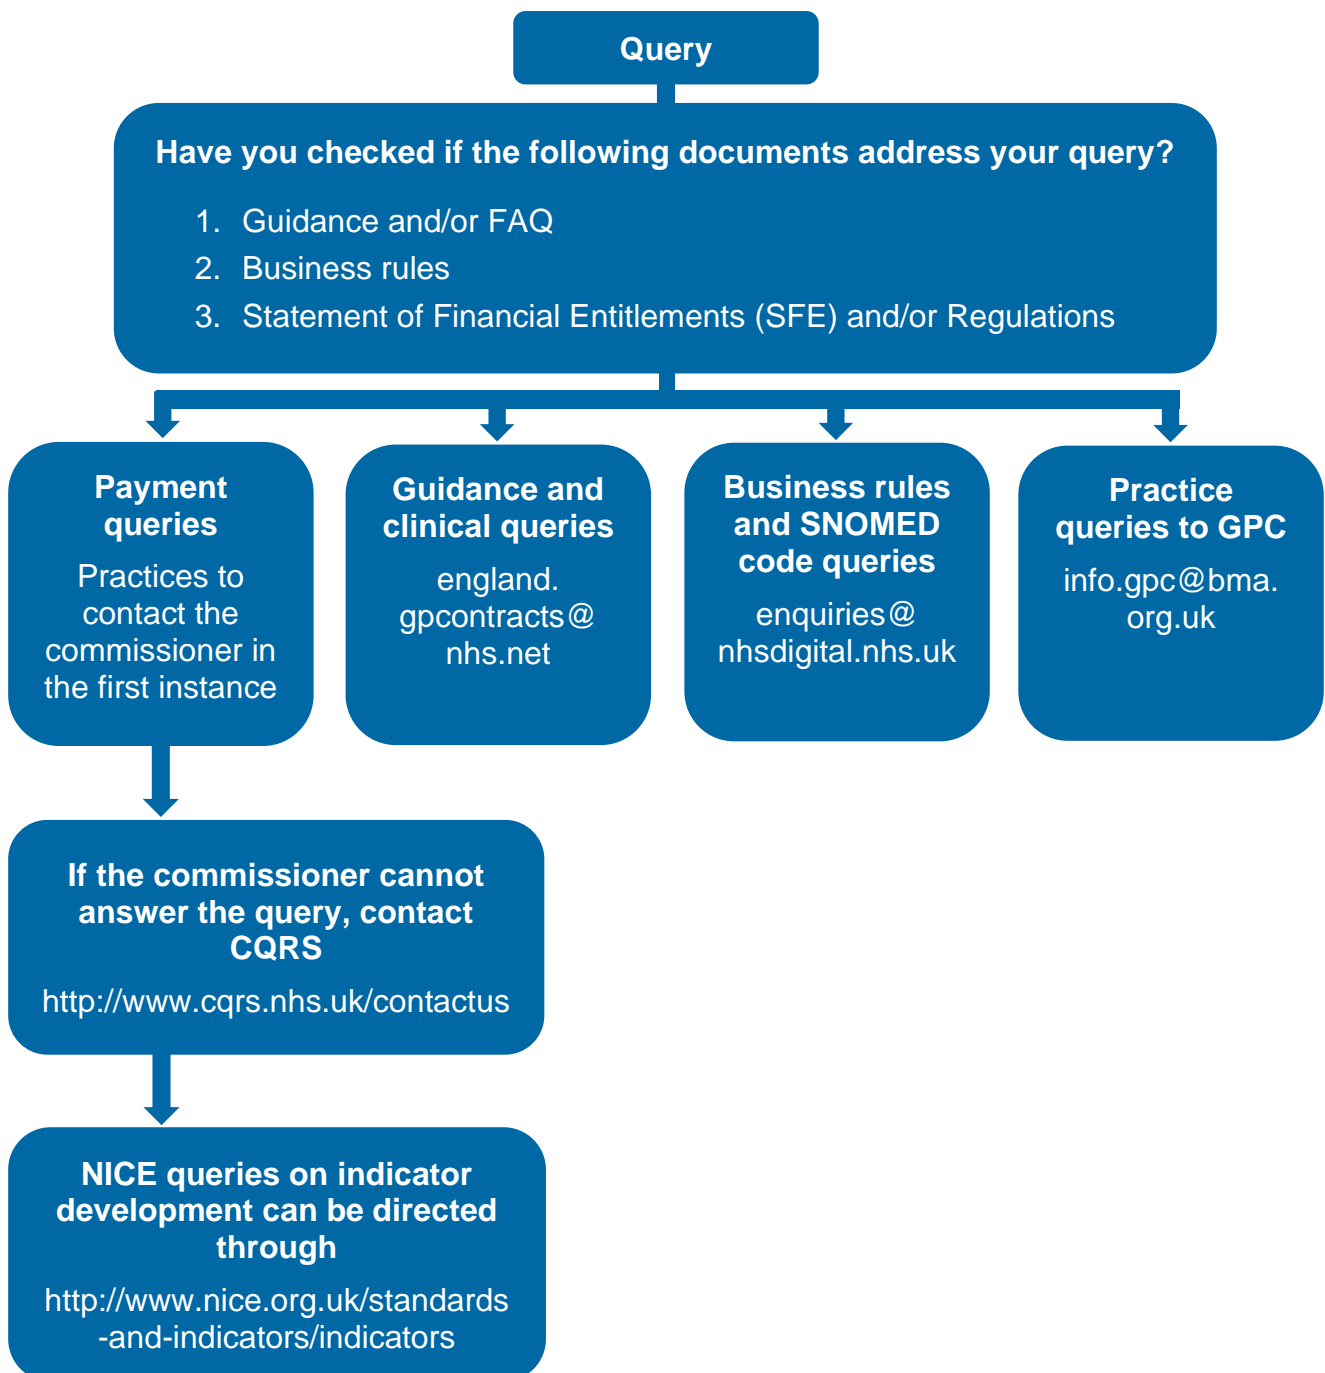 Query
Have you checked if the following documents address your query?
1. Guidance and/or FAQ
2. Business rules
3. Statement of Financial Entitlements (SFE) and/or Regulations
Payment
queries
Practices to
contact the
commissioner in
the first instance
Guidance and
clinical queries
england.
gpcontracts@
nhs.net
Business rules
and SNOMED
code queries
enquiries@
nhsdigital.nhs.uk
Practice
queries to GPC
info.gpc@bma.
org.uk
If the commissioner cannot
answer the query, contact
CQRS
http://www.cqrs.nhs.uk/contactus
NICE queries on indicator
development can be directed
through
http://www.nice.org.uk/standards
-and-indicators/indicators